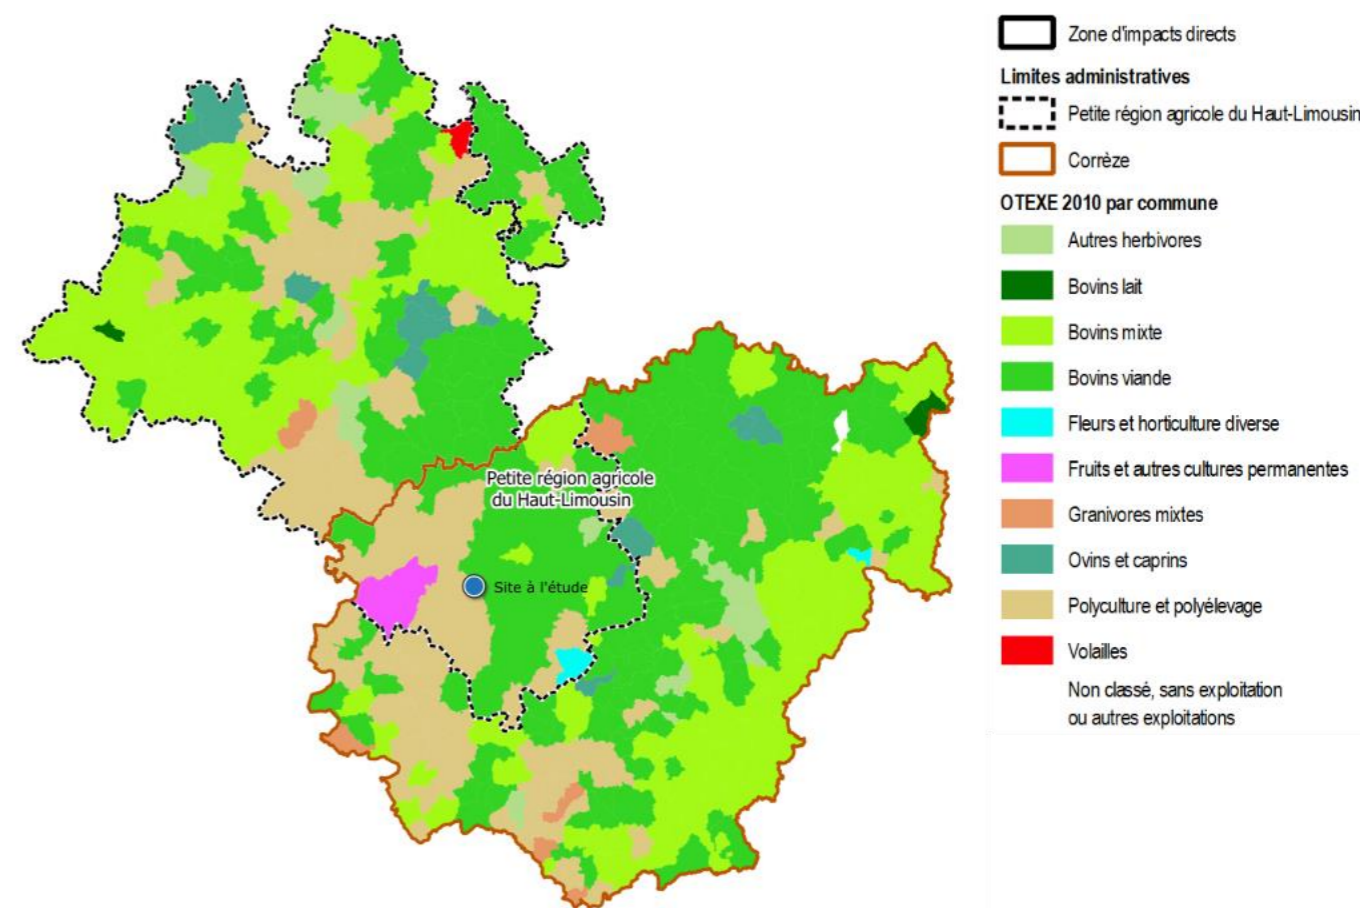 Zone d'impacts directs
Limites administratives
Petite région agricole du Haut-Limousin
Corrèze
OTEXE 2010 par commune
Autres herbivores
Bovins lait
Bovins mixte
Bovins viande
Fleurs et horticulture diverse
Fruits et autres cultures permanentes
Granivores mixtes
Ovins et caprins
Polyculture et polyélevage
Volailles
Non classé, sans exploitation
ou autres exploitations
Petite région agricole
du Haut-Limousin
Site à l'étude